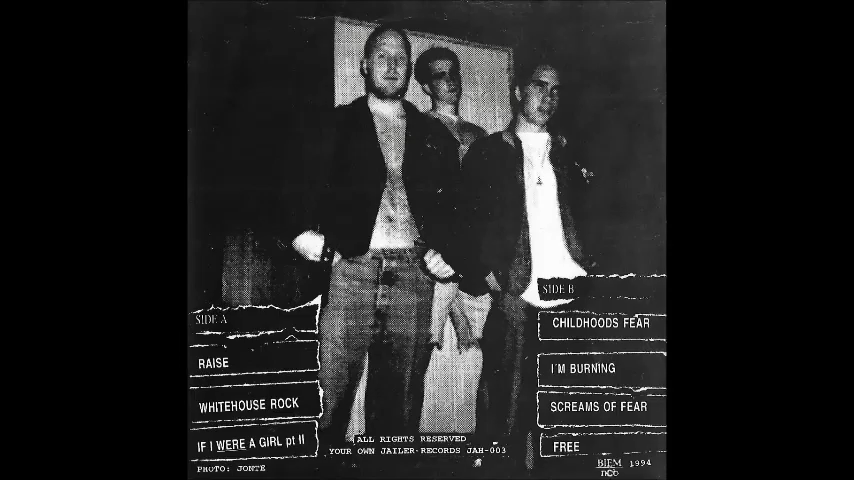 SIDE A
RAISE
WHITEHOUSE ROCK
IF I WERE A GIRL pt II
PHOTO: JONTE
ALL RIGHTS RESERVED
YOUR OWN JAILER-RECORDS JAH-003
SIDE B
CHILDHOODS FEAR
I'M BURNING
SCREAMS OF FEAR
FREE
BIEM 1994
ncb